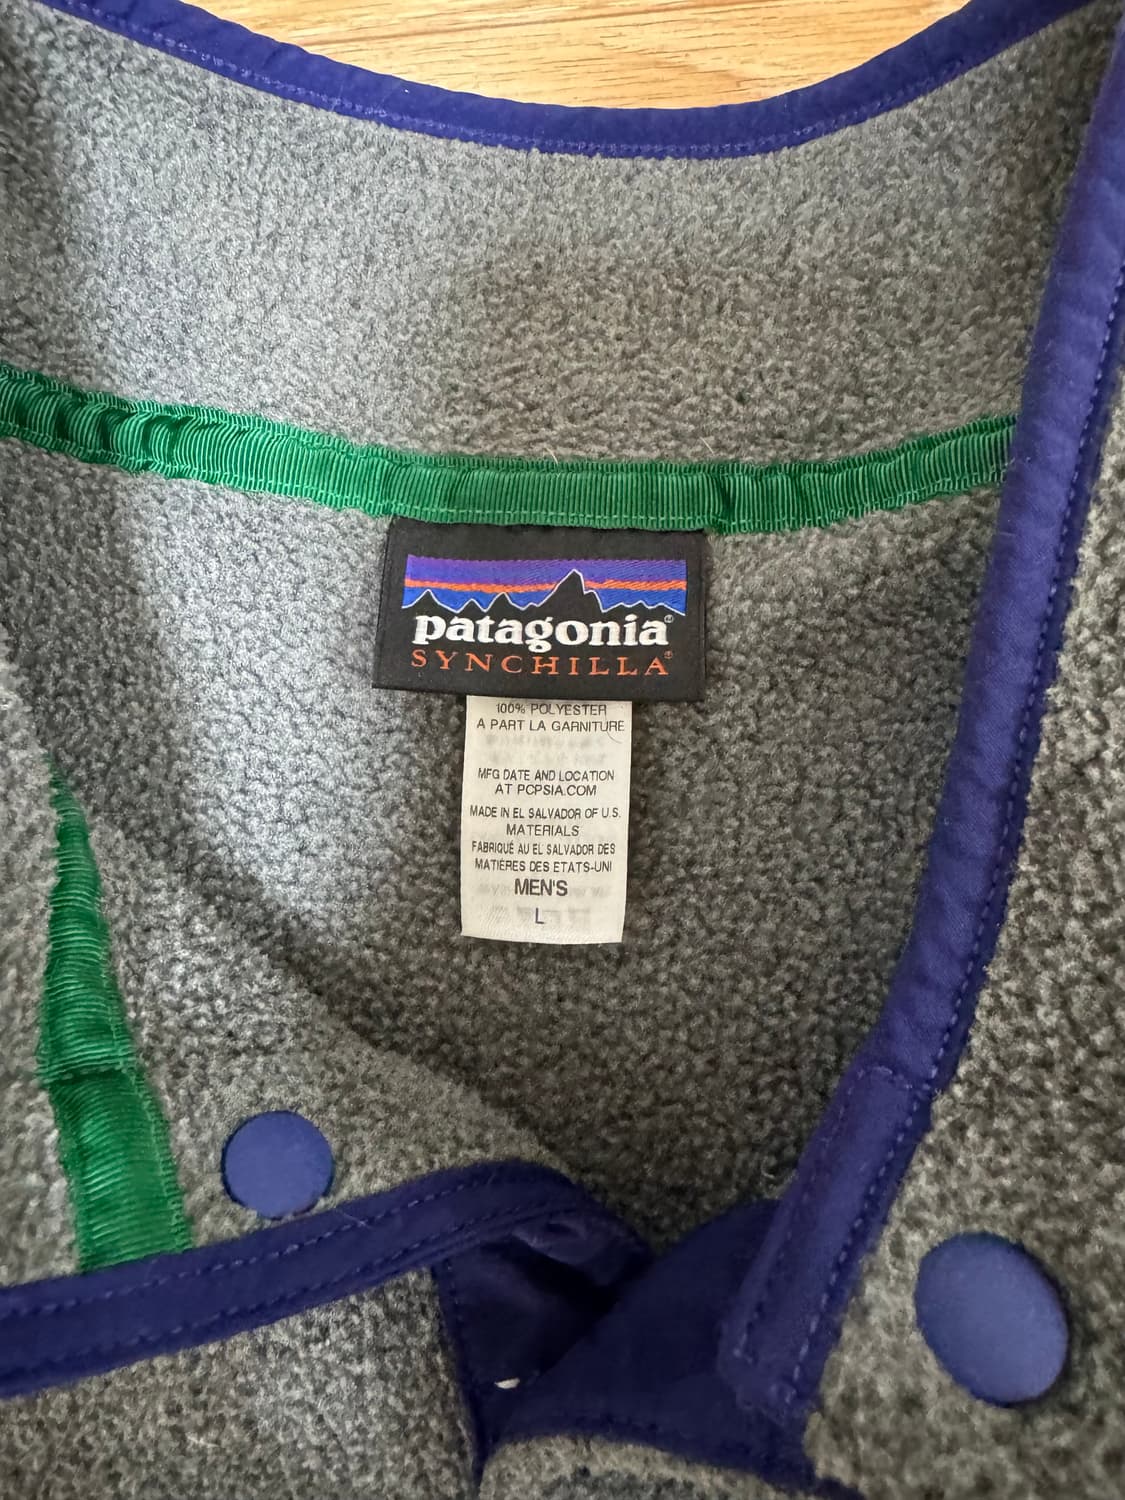 patagonia®
SYNCHILLA®
100% POLYESTER
A PART LA GARNITURE
MFG DATE AND LOCATION
AT PCPSIA.COM
MADE IN EL SALVADOR OF U.S.
MATERIALS
FABRIQUÉ AU EL SALVADOR DES
MATIÈRES DES ETATS-UNI
MEN'S
L